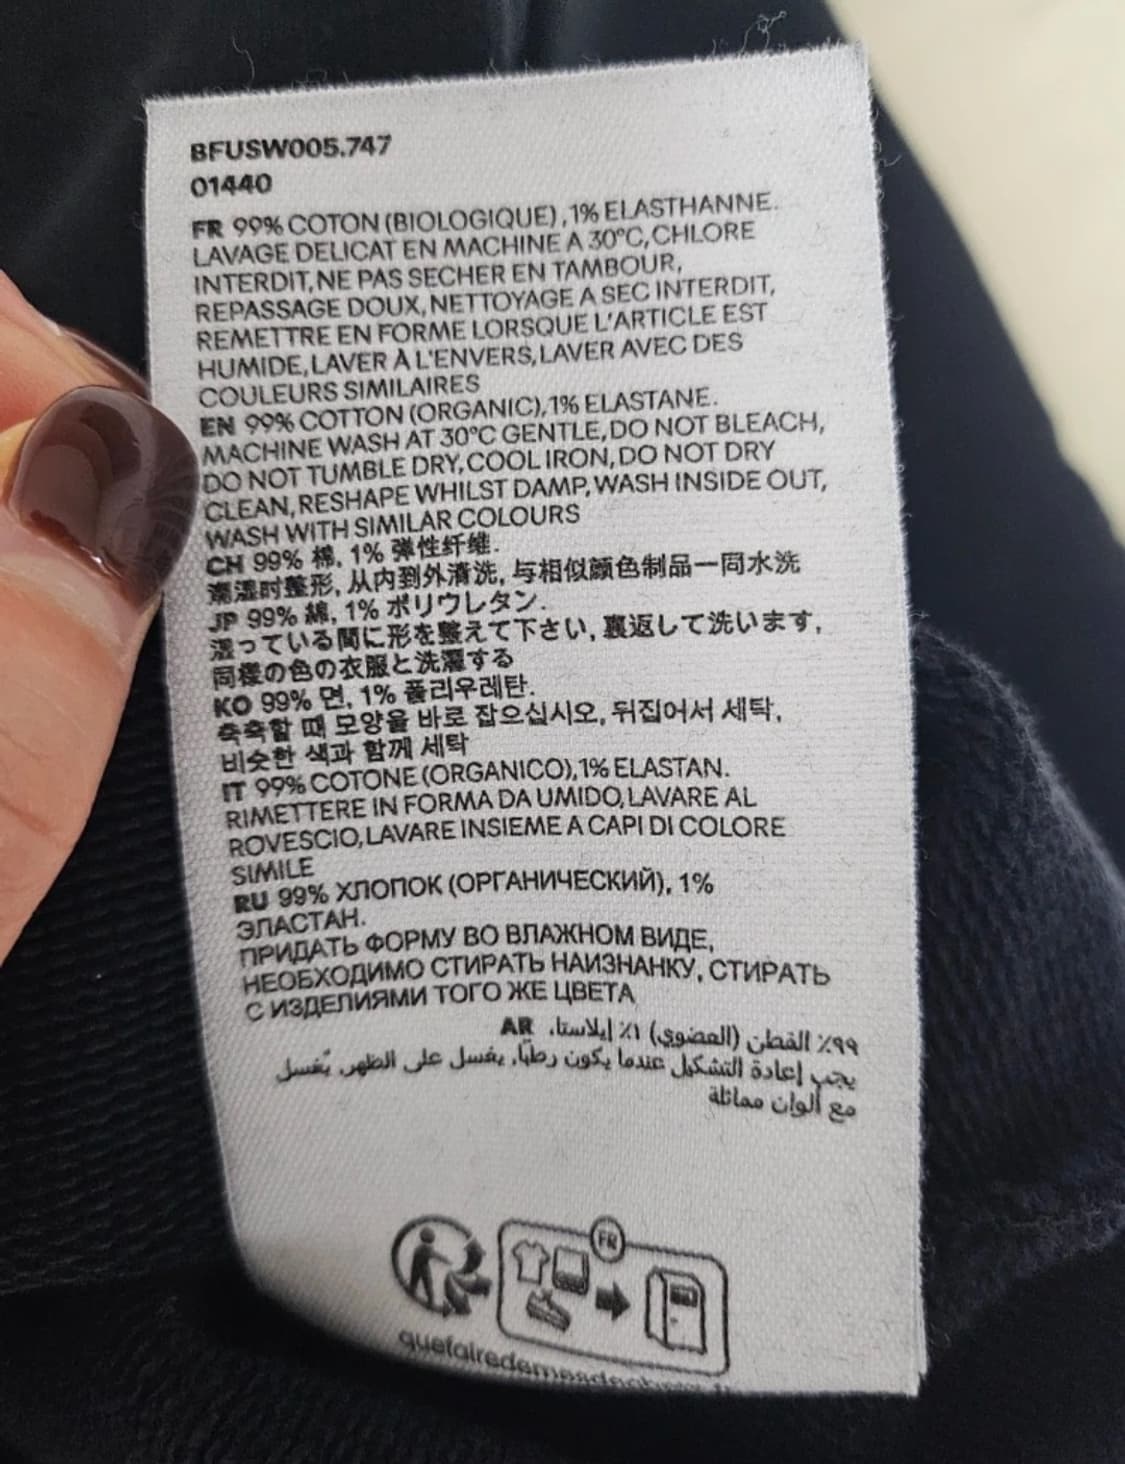 BFUSW005.747
01440
FR 99% COTON (BIOLOGIQUE), 1% ELASTHANNE.
LAVAGE DELICAT EN MACHINE A 30°C, CHLORE
INTERDIT, NE PAS SECHER EN TAMBOUR,
REPASSAGE DOUX, NETTOYAGE A SEC INTERDIT,
REMETTRE EN FORME LORSQUE L'ARTICLE EST
HUMIDE, LAVER À L'ENVERS, LAVER AVEC DES
COULEURS SIMILAIRES
EN 99% COTTON (ORGANIC), 1% ELASTANE.
MACHINE WASH AT 30°C GENTLE, DO NOT BLEACH,
DO NOT TUMBLE DRY, COOL IRON, DO NOT DRY
CLEAN, RESHAPE WHILST DAMP, WASH INSIDE OUT,
WASH WITH SIMILAR COLOURS
CH 99% 棉, 1% 弹性纤维.
潮湿时整形, 从内到外清洗, 与相似颜色制品一同水洗
JP 99% 綿, 1% ポリウレタン.
湿っている間に形を整えて下さい, 裏返して洗います,
同様の色の衣服と洗濯する
KO 99% 면, 1% 폴리우레탄.
축축할 때 모양을 바로 잡으십시오, 뒤집어서 세탁,
비슷한 색과 함께 세탁
IT 99% COTONE (ORGANICO), 1% ELASTAN.
RIMETTERE IN FORMA DA UMIDO, LAVARE AL
ROVESCIO, LAVARE INSIEME A CAPI DI COLORE
SIMILE
RU 99% ХЛОПОК (ОРГАНИЧЕСКИЙ), 1%
ЭЛАСТАН.
ПРИДАТЬ ФОРМУ ВО ВЛАЖНОМ ВИДЕ,
НЕОБХОДИМО СТИРАТЬ НАИЗНАНКУ, СТИРАТЬ
С ИЗДЕЛИЯМИ ТОГО ЖЕ ЦВЕТА
٩٩٪ القطن (العضوي) ١٪ إيلاستا. AR
يجب إعادة التشكيل عندما يكون رطبًا, يغسل على الظهر, يُغسل
مع ألوان مماثلة
FR